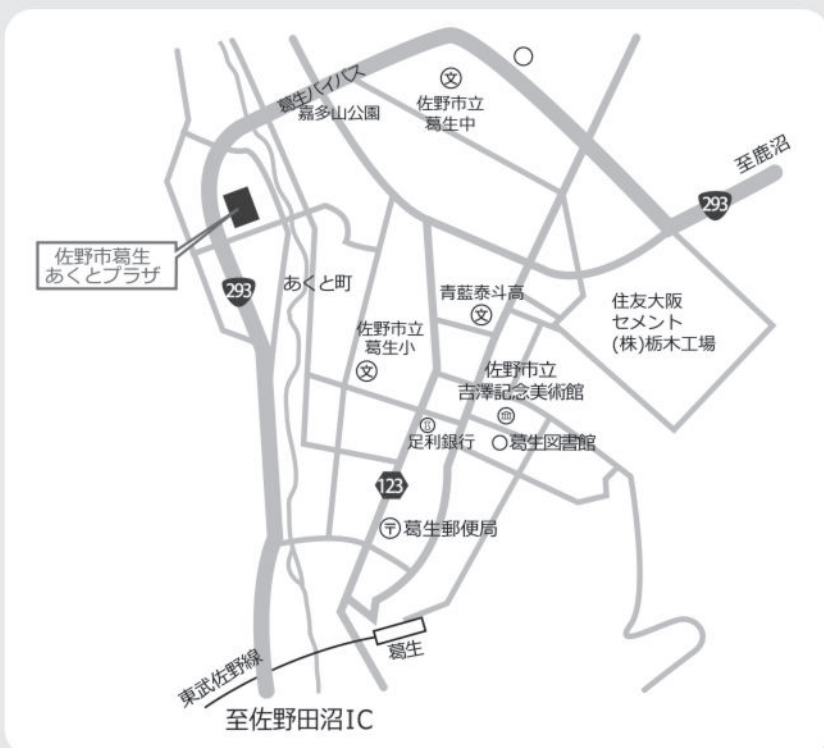 葛生バイパス
嘉多山公園
佐野市立
葛生中
至鹿沼
293
佐野市葛生
あくとプラザ
293
あくと町
青藍泰斗高
住友大阪
セメント
(株)栃木工場
佐野市立
葛生小
佐野市立
吉澤記念美術館
足利銀行
葛生図書館
123
葛生郵便局
葛生
東武佐野線
至佐野田沼IC